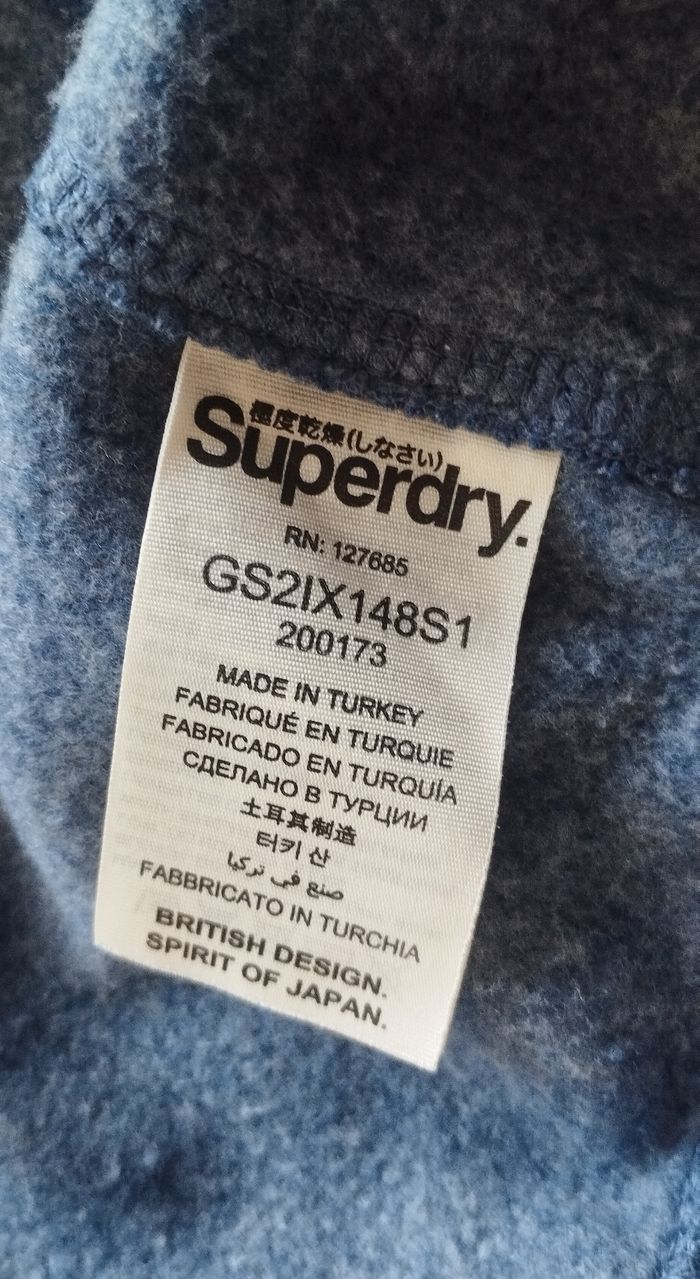 極度乾燥(しなさい)
Superdry.
RN: 127685
GS2IX148S1
200173
MADE IN TURKEY
FABRIQUÉ EN TURQUIE
FABRICADO EN TURQUÍA
СДЕЛАНО В ТУРЦИИ
土耳其制造
터키 산
صنع في تركيا
FABBRICATO IN TURCHIA
BRITISH DESIGN.
SPIRIT OF JAPAN.